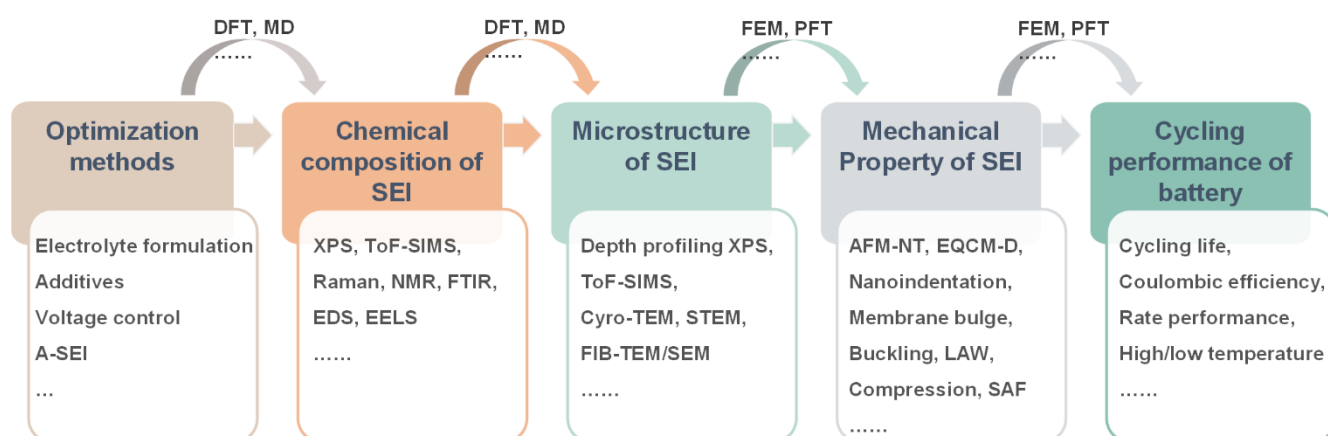 DFT, MD
……
DFT, MD
……
FEM, PFT
……
FEM, PFT
……
Optimization
methods
Electrolyte formulation
Additives
Voltage control
A-SEI
…
Chemical
composition of
SEI
XPS, ToF-SIMS,
Raman, NMR, FTIR,
EDS, EELS
……
Microstructure
of SEI
Depth profiling XPS,
ToF-SIMS,
Cyro-TEM, STEM,
FIB-TEM/SEM
……
Mechanical
Property of SEI
AFM-NT, EQCM-D,
Nanoindentation,
Membrane bulge,
Buckling, LAW,
Compression, SAF
……
Cycling
performance of
battery
Cycling life,
Coulombic efficiency,
Rate performance,
High/low temperature
……